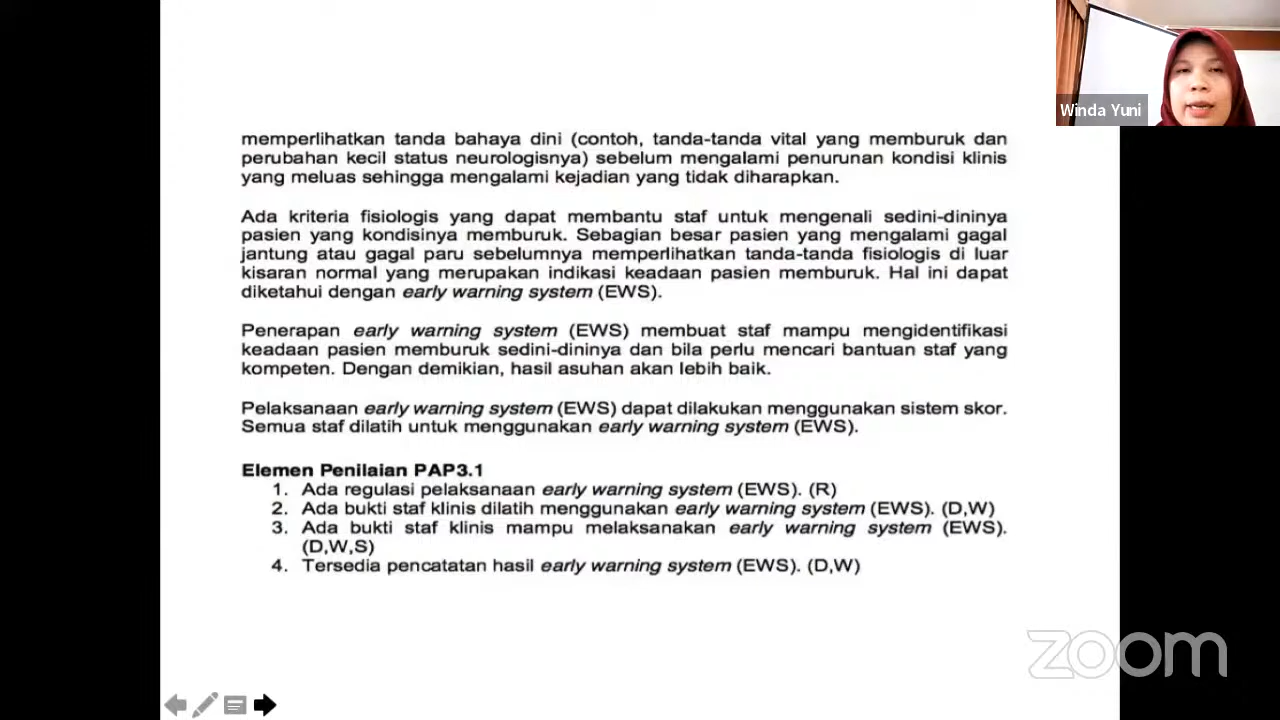 Winda Yuni
memperlihatkan tanda bahaya dini (contoh, tanda-tanda vital yang memburuk dan
perubahan kecil status neurologisnya) sebelum mengalami penurunan kondisi klinis
yang meluas sehingga mengalami kejadian yang tidak diharapkan.
Ada kriteria fisiologis yang dapat membantu staf untuk mengenali sedini-dininya
pasien yang kondisinya memburuk. Sebagian besar pasien yang mengalami gagal
jantung atau gagal paru sebelumnya memperlihatkan tanda-tanda fisiologis di luar
kisaran normal yang merupakan indikasi keadaan pasien memburuk. Hal ini dapat
diketahui dengan early warning system (EWS).
Penerapan early warning system (EWS) membuat staf mampu mengidentifikasi
keadaan pasien memburuk sedini-dininya dan bila perlu mencari bantuan staf yang
kompeten. Dengan demikian, hasil asuhan akan lebih baik.
Pelaksanaan early warning system (EWS) dapat dilakukan menggunakan sistem skor.
Semua staf dilatih untuk menggunakan early warning system (EWS).
Elemen Penilaian PAP3.1
1. Ada regulasi pelaksanaan early warning system (EWS). (R)
2. Ada bukti staf klinis dilatih menggunakan early warning system (EWS). (D,W)
3. Ada bukti staf klinis mampu melaksanakan early warning system (EWS).
(D,W,S)
4. Tersedia pencatatan hasil early warning system (EWS). (D,W)
zoom